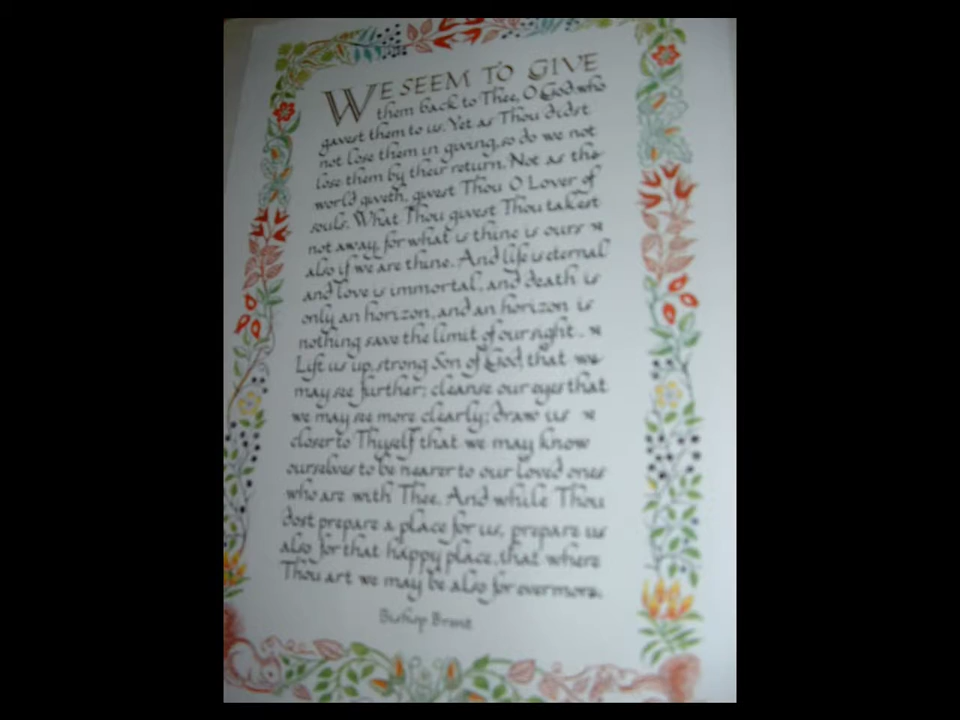 WE SEEM TO GIVE
them back to Thee, O God, who
gavest them to us. Yet as Thou didst
not lose them in giving, so do we not
lose them by their return. Not as the
world giveth, givest Thou O Lover of
souls. What Thou givest Thou takest
not away, for what is thine is ours
also if we are thine. And life is eternal
and love is immortal, and death is
only an horizon, and an horizon is
nothing save the limit of our sight.
Lift us up, strong Son of God, that we
may see further; cleanse our eyes that
we may see more clearly; draw us
closer to Thyself that we may know
ourselves to be nearer to our loved ones
who are with Thee. And while Thou
dost prepare a place for us, prepare us
also for that happy place, that where
Thou art we may be also for evermore.
Bishop Brent